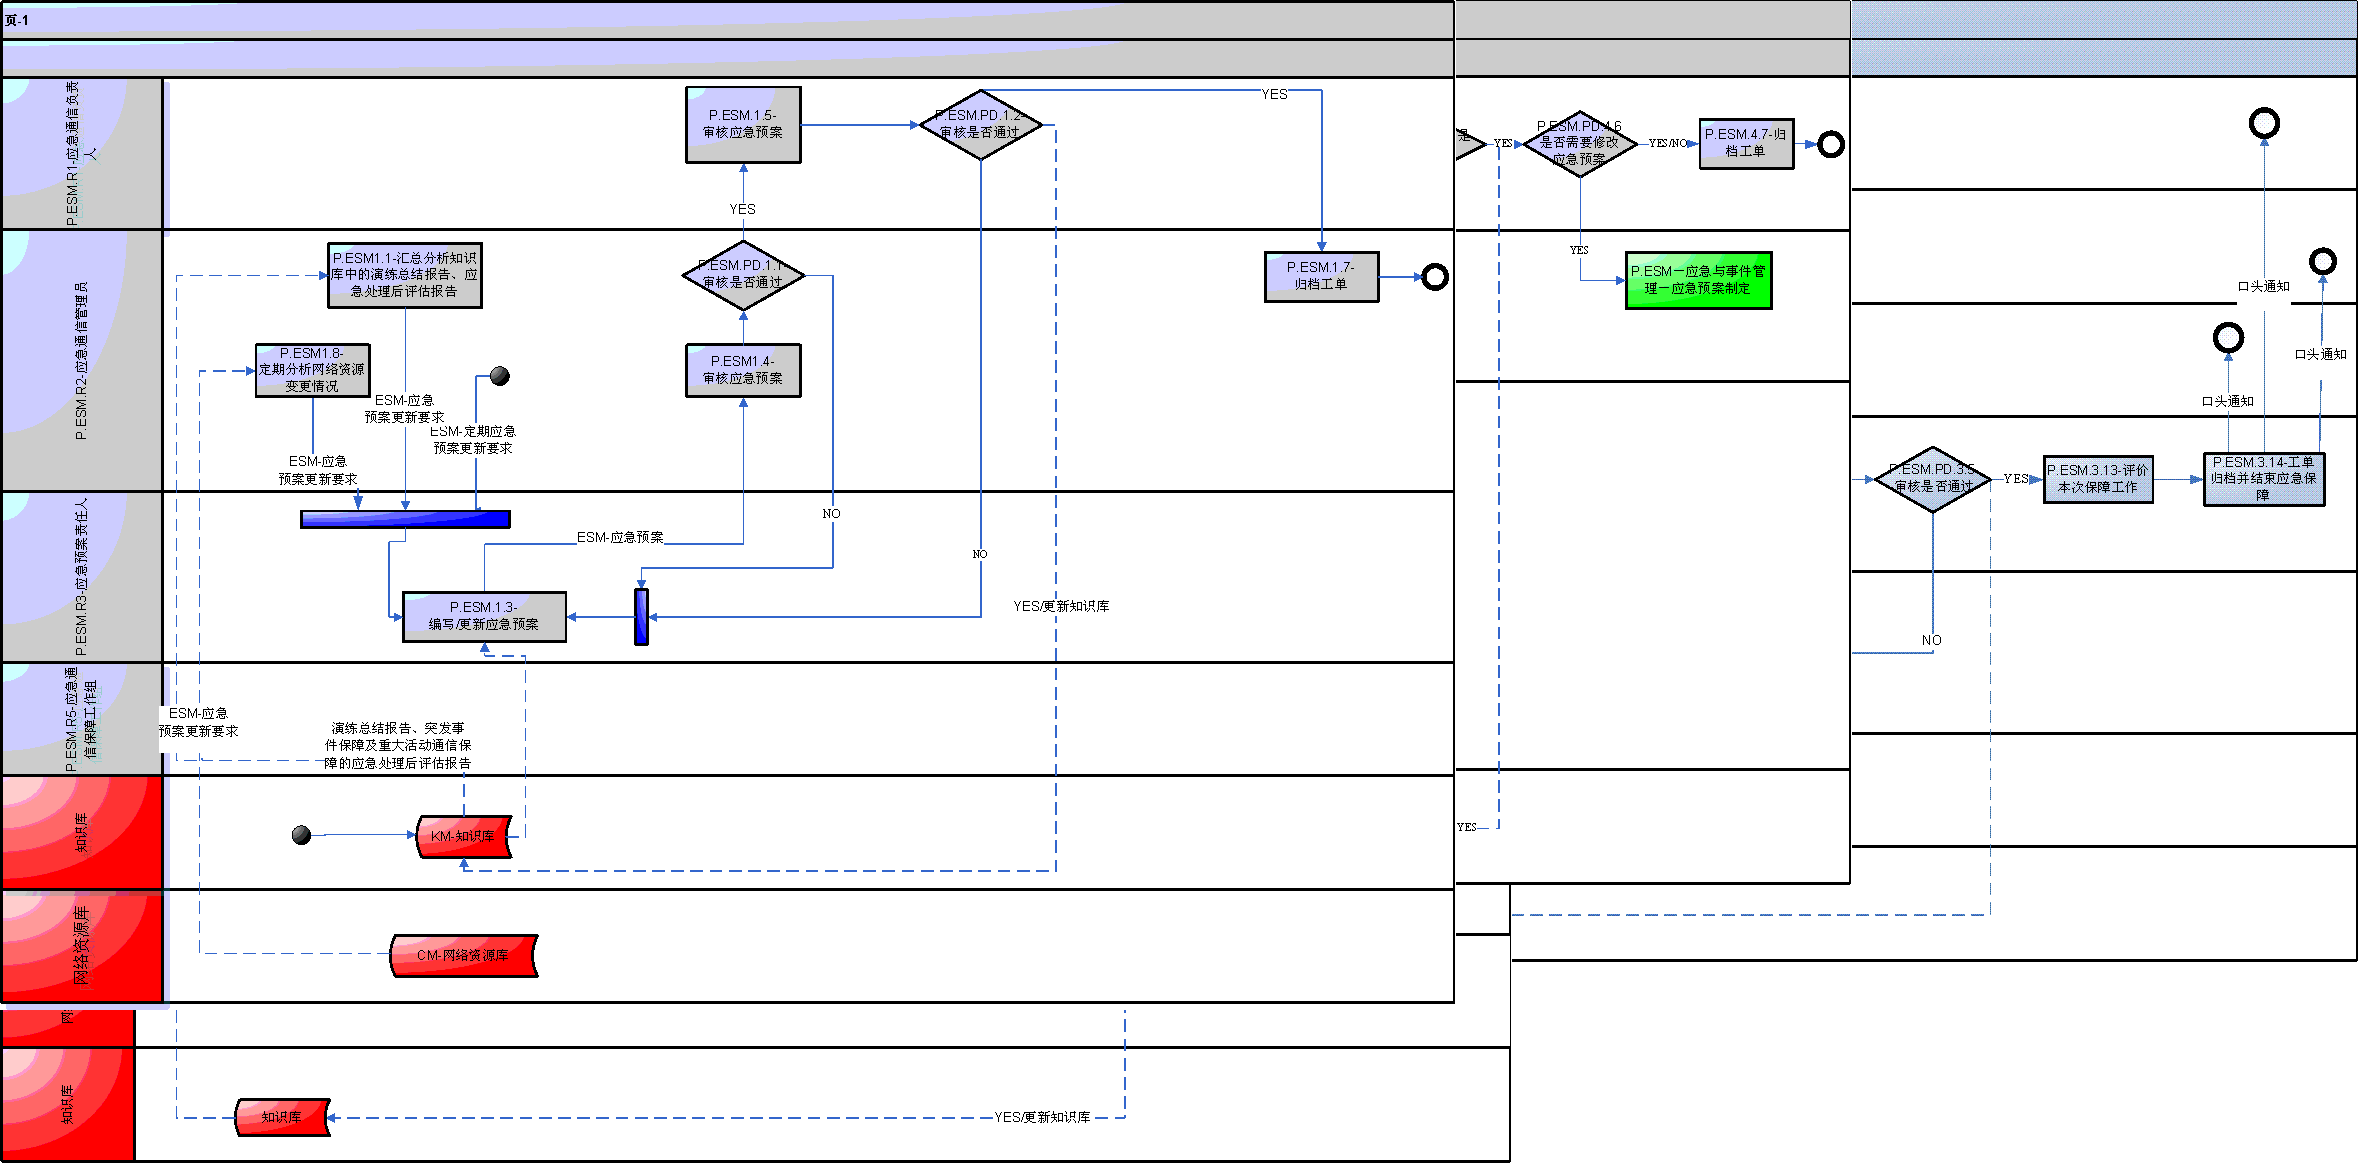 页-1
P.ESM.R1-应急通信负责
人
P.ESM.1.5-
审核应急预案
P.ESM.PD.1.2-
审核是否通过
YES
YES
是
YES
P.ESM.PD.4.6
是否需要修改
应急预案
YES/NO
P.ESM.4.7-归
档工单
YES
P.ESM一应急与事件管
理一应急预案制定
口头通知
口头通知
口头通知
P.ESM.R2-应急通信管理员
P.ESM1.1-汇总分析知识
库中的演练总结报告、应
急处理后评估报告
P.ESM.PD.1.1
审核是否通过
P.ESM.1.7-
归档工单
P.ESM1.8-
定期分析网络资源
变更情况
P.ESM1.4-
审核应急预案
ESM-应急
预案更新要求
ESM-定期应急
预案更新要求
ESM-应急
预案更新要求
P.ESM.PD.3.5
审核是否通过
YES
P.ESM.3.13-评价
本次保障工作
P.ESM.3.14-工单
归档并结束应急保
障
NO
P.ESM.R3-应急预案责任人
NO
ESM-应急预案
NO
P.ESM.1.3-
编写/更新应急预案
YES/更新知识库
P.ESM.R5-应急通
信保障工作组
ESM-应急
预案更新要求
演练总结报告、突发事
件保障及重大活动通信保
障的应急处理后评估报告
知识库
KM-知识库
YES
网络资源库
CM-网络资源库
知识库
知识库
YES/更新知识库